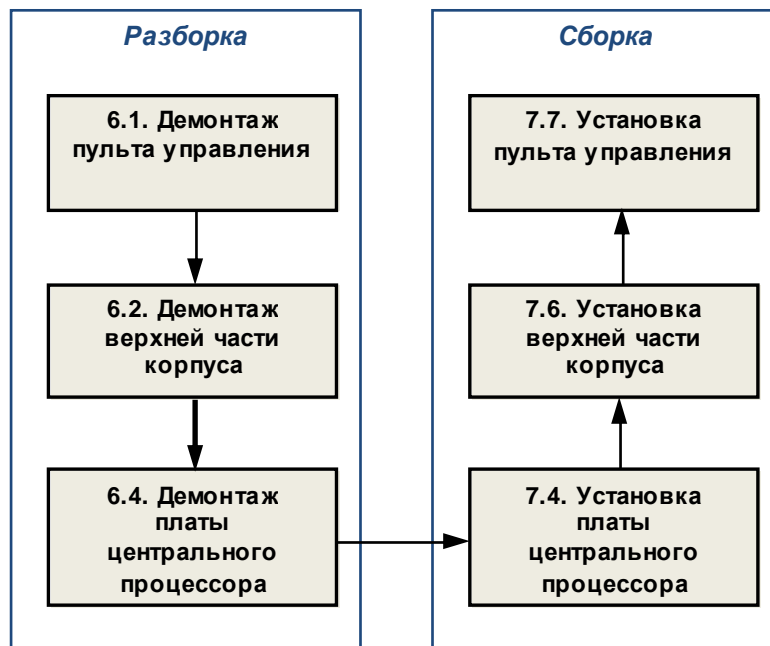 Разборка
6.1. Демонтаж
пульта управления
6.2. Демонтаж
верхней части
корпуса
6.4. Демонтаж
платы
центрального
процессора
Сборка
7.7. Установка
пульта управления
7.6. Установка
верхней части
корпуса
7.4. Установка
платы
центрального
процессора